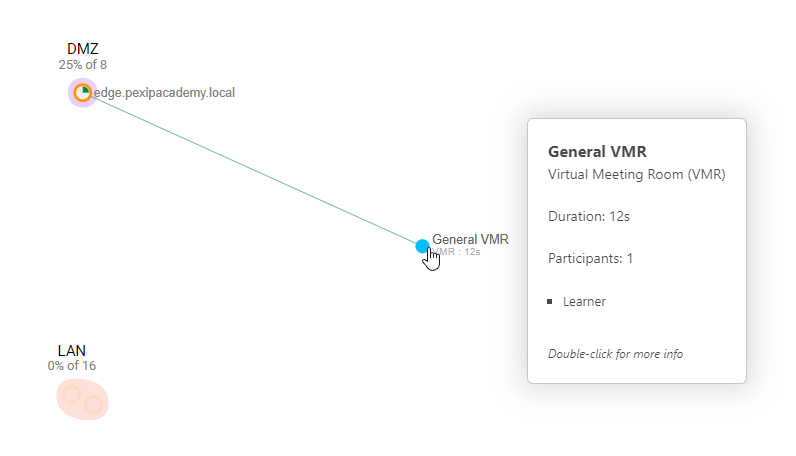 DMZ
25% of 8
edge.pexipacademy.local
General VMR
VMR : 12s
LAN
0% of 16
General VMR
Virtual Meeting Room (VMR)
Duration: 12s
Participants: 1
Learner
Double-click for more info